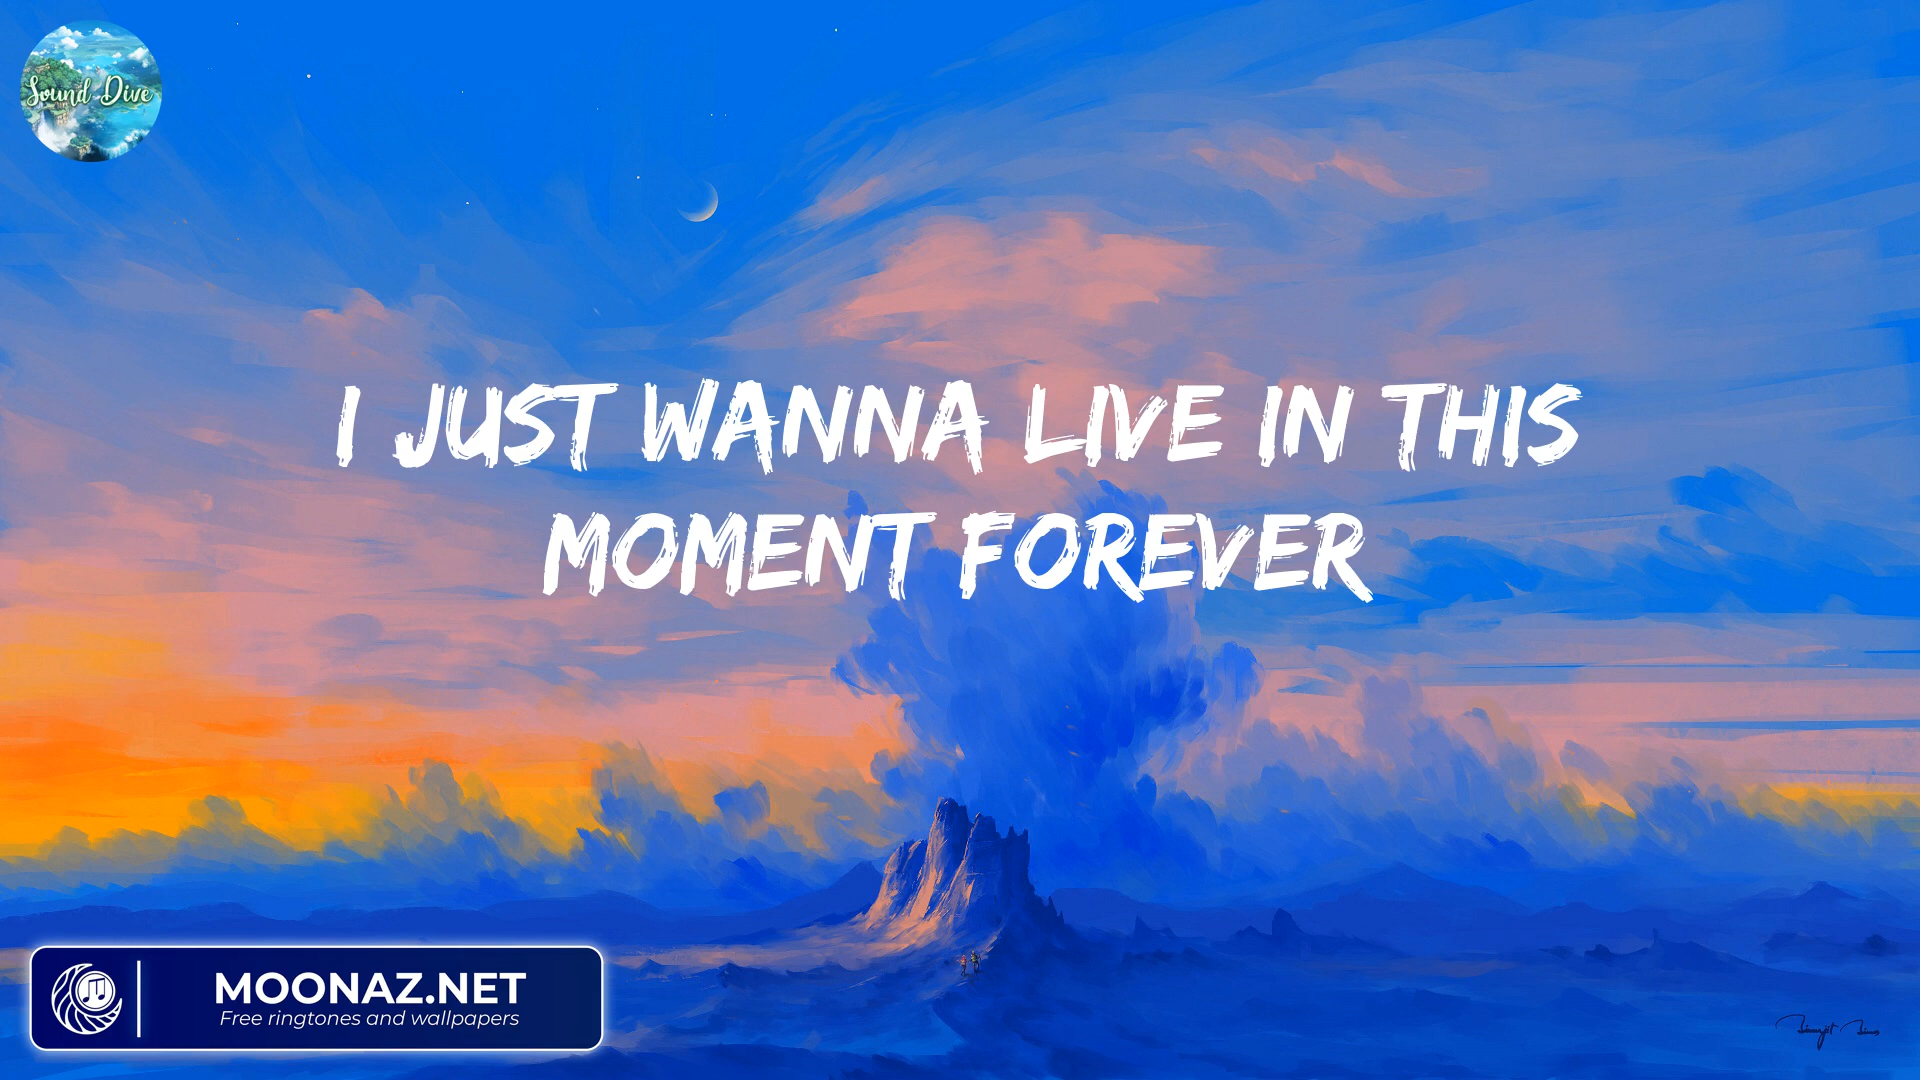 Sound Dive
I JUST WANNA LIVE IN THIS
MOMENT FOREVER
MOONAZ.NET
Free ringtones and wallpapers